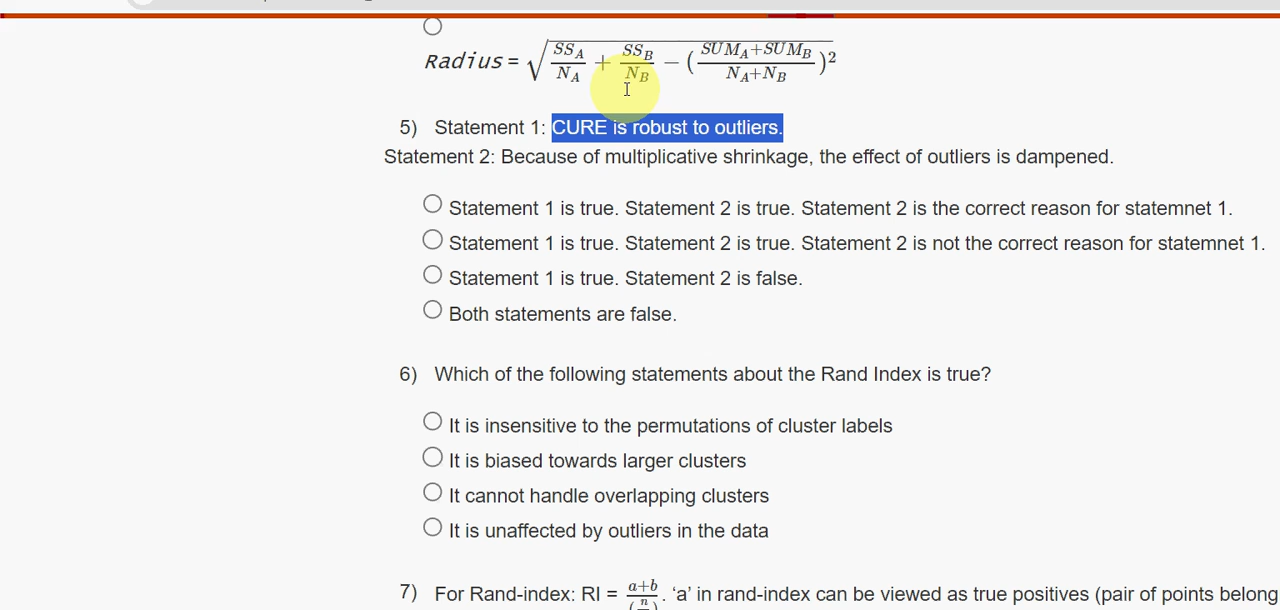 Radius = √ SS_A/N_A + SS_B/N_B − (SUM_A+SUM_B/N_A+N_B)²
5) Statement 1: CURE is robust to outliers.
Statement 2: Because of multiplicative shrinkage, the effect of outliers is dampened.
Statement 1 is true. Statement 2 is true. Statement 2 is the correct reason for statemnet 1.
Statement 1 is true. Statement 2 is true. Statement 2 is not the correct reason for statemnet 1.
Statement 1 is true. Statement 2 is false.
Both statements are false.
6) Which of the following statements about the Rand Index is true?
It is insensitive to the permutations of cluster labels
It is biased towards larger clusters
It cannot handle overlapping clusters
It is unaffected by outliers in the data
7) For Rand-index: RI = a+b/(n . ‘a’ in rand-index can be viewed as true positives (pair of points belong